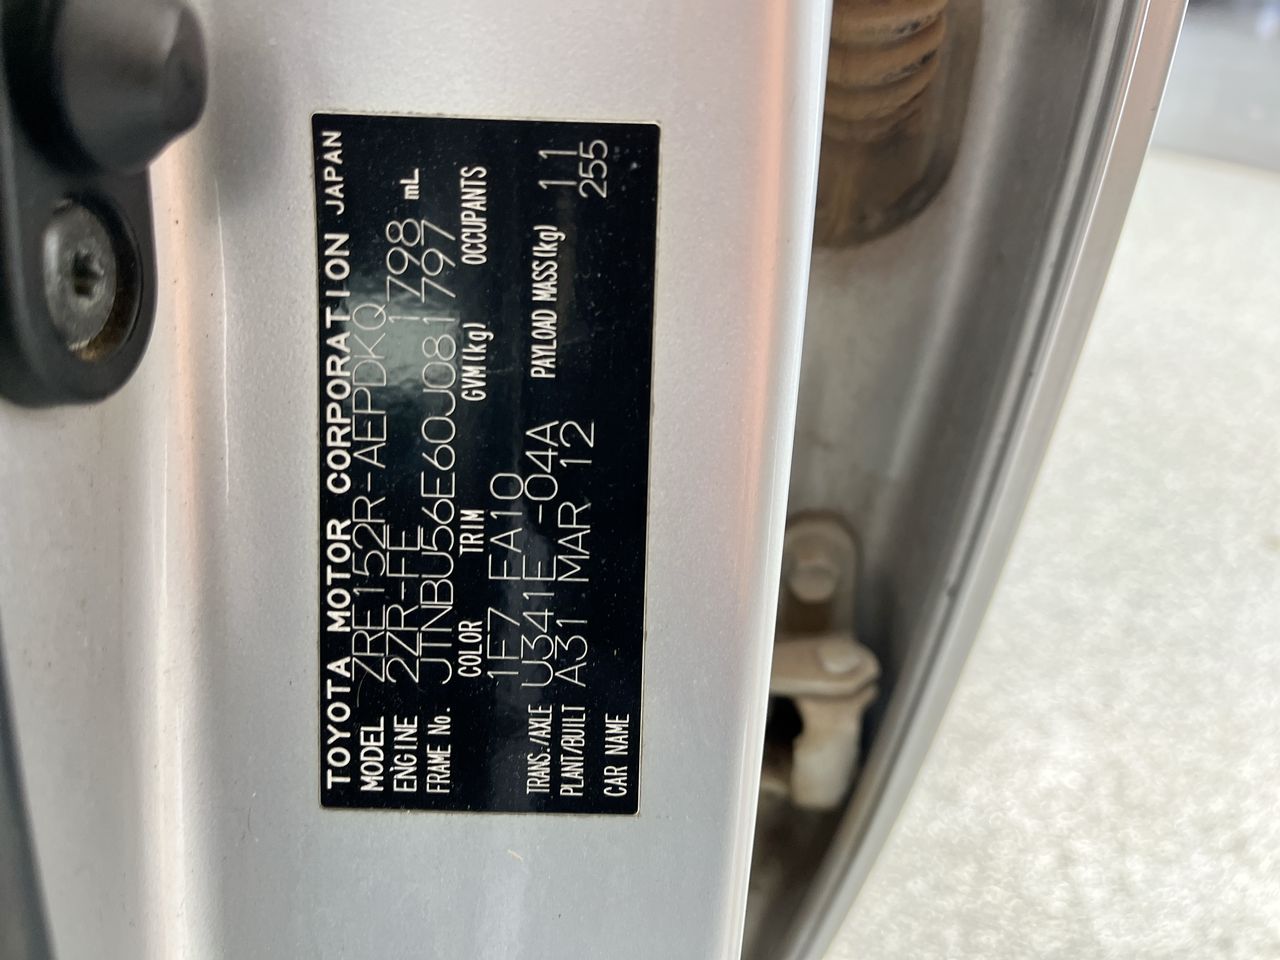 TOYOTA MOTOR CORPORATION JAPAN
MODEL ZRE152R-AEPDKQ
ENGINE 2ZR-FE 1798 mL
FRAME No. JTNBU56E60J081797
COLOR TRIM GVM(kg) OCCUPANTS
1F7 FA10
TRANS./AXLE U341E -04A PAYLOAD MASS(kg) 11
PLANT/BUILT A31 MAR 12 255
CAR NAME